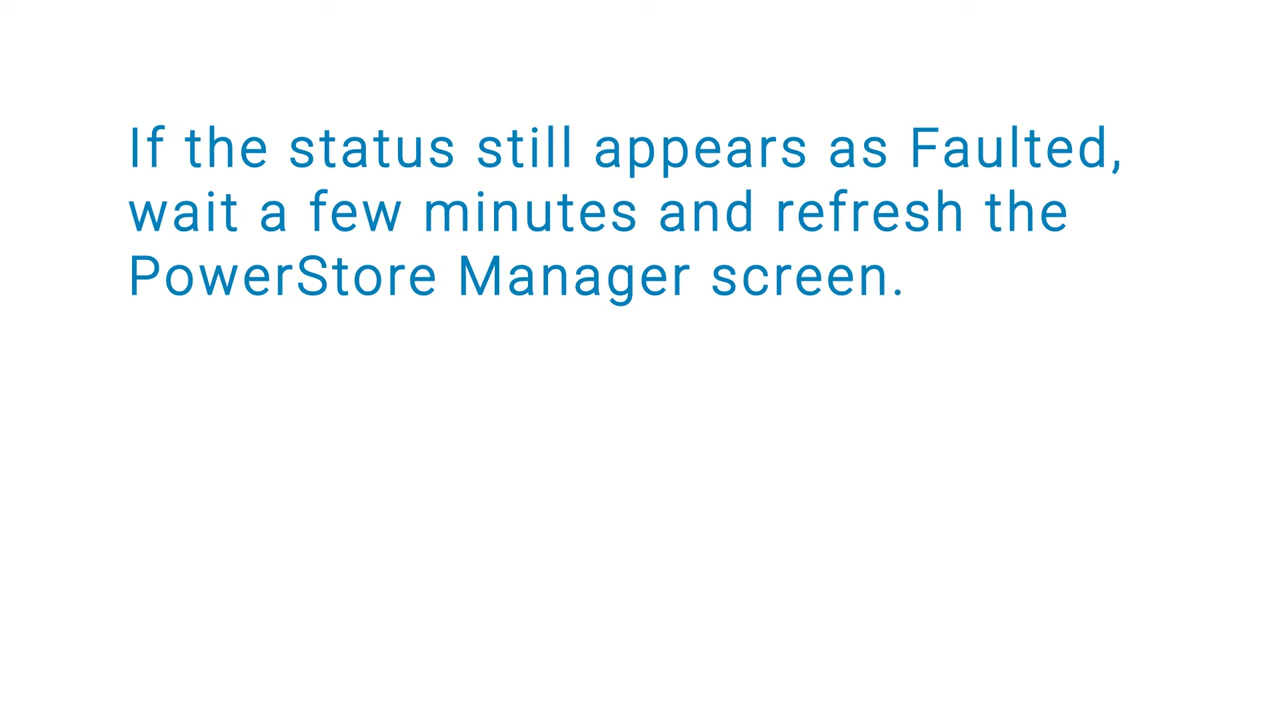 If the status still appears as Faulted,
wait a few minutes and refresh the
PowerStore Manager screen.